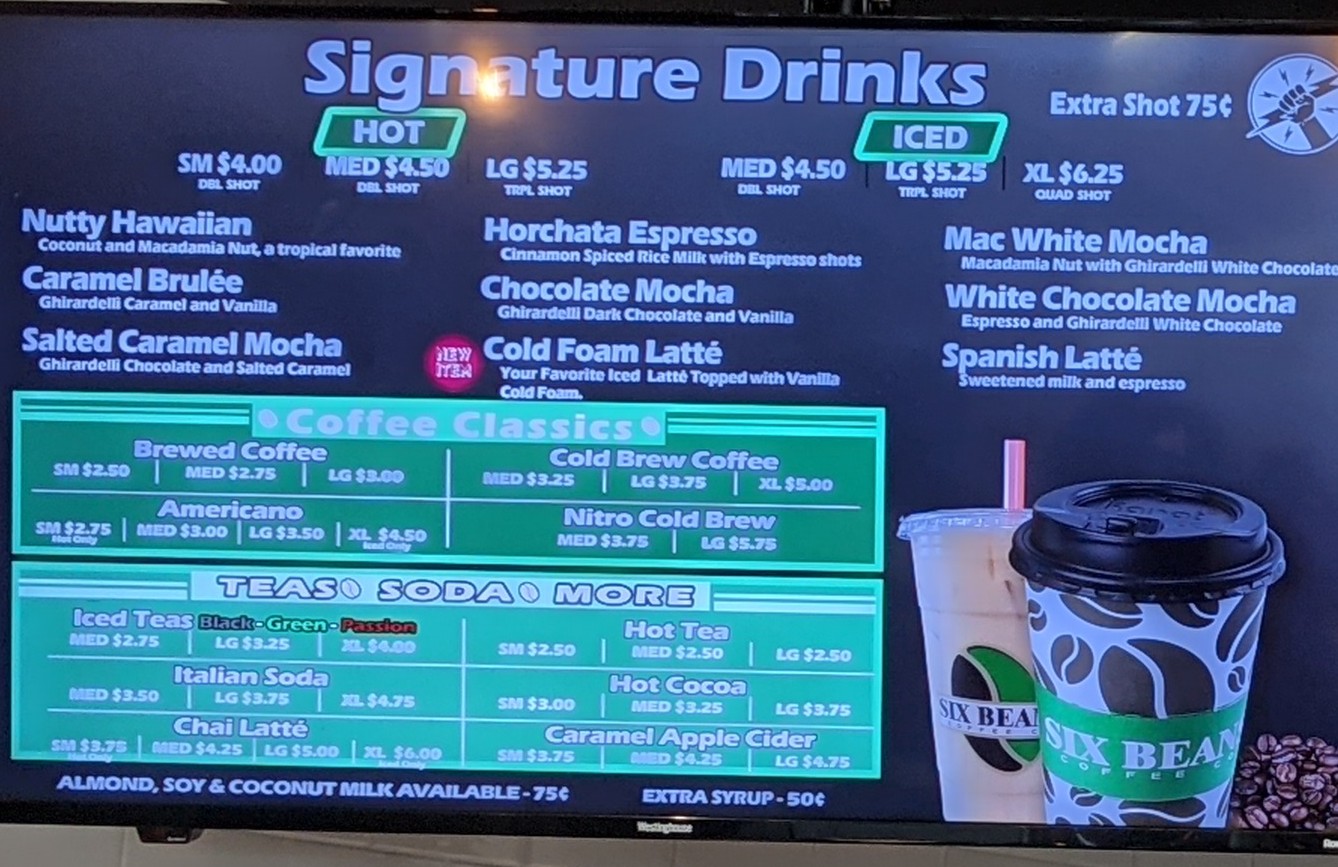 Signature Drinks
Extra Shot 75¢
HOT
ICED
SM $4.00 MED $4.50 LG $5.25
DBL SHOT DBL SHOT TRPL SHOT
MED $4.50 LG $5.25 XL $6.25
DBL SHOT TRPL SHOT QUAD SHOT
Nutty Hawaiian
Coconut and Macadamia Nut, a tropical favorite
Caramel Brulée
Ghirardelli Caramel and Vanilla
Salted Caramel Mocha
Ghirardelli Chocolate and Salted Caramel
Horchata Espresso
Cinnamon Spiced Rice Milk with Espresso shots
Chocolate Mocha
Ghirardelli Dark Chocolate and Vanilla
NEW
ITEM
Cold Foam Latté
Your Favorite Iced Latté Topped with Vanilla
Cold Foam.
Mac White Mocha
Macadamia Nut with Ghirardelli White Chocolate
White Chocolate Mocha
Espresso and Ghirardelli White Chocolate
Spanish Latté
Sweetened milk and espresso
Coffee Classics
Brewed Coffee
SM $2.50 MED $2.75 LG $3.00
Cold Brew Coffee
MED $3.25 LG $3.75 XL $5.00
Americano
SM $2.75 MED $3.00 LG $3.50 XL $4.50
Hot Only Iced Only
Nitro Cold Brew
MED $3.75 LG $5.75
TEAS SODA MORE
Iced Teas Black - Green - Passion
MED $2.75 LG $3.25 XL $4.00
Hot Tea
SM $2.50 MED $2.50 LG $2.50
Italian Soda
MED $3.50 LG $3.75 XL $4.75
Hot Cocoa
SM $3.00 MED $3.25 LG $3.75
Chai Latté
SM $3.75 MED $4.25 LG $5.00 XL $6.00
Hot Only Iced Only
Caramel Apple Cider
SM $3.75 MED $4.25 LG $4.75
ALMOND, SOY & COCONUT MILK AVAILABLE - 75¢
EXTRA SYRUP - 50¢
SIX BEAN
COFFEE
SIX BEAN
COFFEE CO
Westinghouse